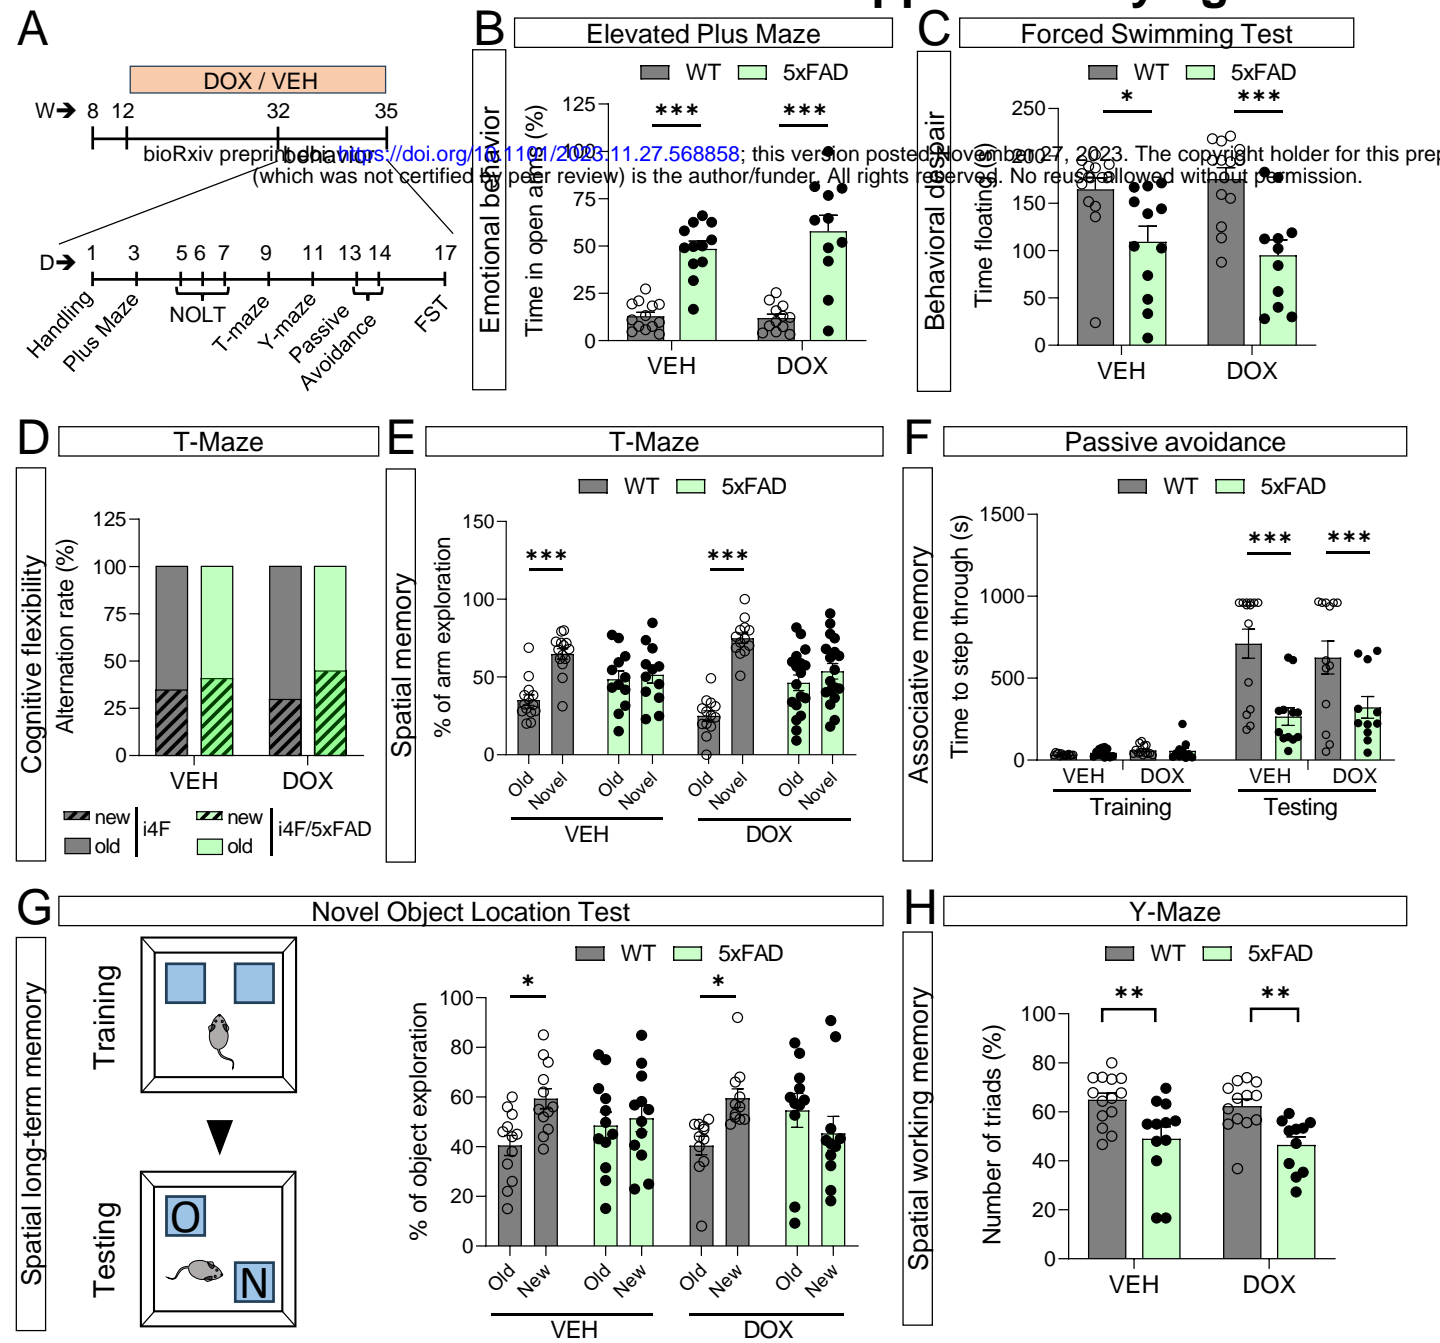 A
DOX / VEH
W→ 8 12 32 35
behavior
D→ 1 3 5 6 7 9 11 13 14 17
Handling
Plus Maze
NOLT
T-maze
Y-maze
Passive
Avoidance
FST
bioRxiv preprint doi: https://doi.org/10.1101/2023.11.27.568858; this version posted November 27, 2023. The copyright holder for this prep
(which was not certified by peer review) is the author/funder. All rights reserved. No reuse allowed without permission.
B
Elevated Plus Maze
Emotional behavior
WT 5xFAD
Time in open arms (%)
125
100
75
50
25
0
*** ***
VEH DOX
C
Forced Swimming Test
Behavioral despair
WT 5xFAD
Time floating (s)
250
200
150
100
50
0
* ***
VEH DOX
D
T-Maze
Cognitive flexibility
Alternation rate (%)
125
100
75
50
25
0
VEH DOX
new i4F new i4F/5xFAD
old old
E
T-Maze
Spatial memory
WT 5xFAD
% of arm exploration
150
100
50
0
*** ***
Old Novel Old Novel Old Novel Old Novel
VEH DOX
F
Passive avoidance
Associative memory
WT 5xFAD
Time to step through (s)
1500
1000
500
0
*** ***
VEH DOX VEH DOX
Training Testing
G
Novel Object Location Test
Spatial long-term memory
Training
Testing
O
N
WT 5xFAD
% of object exploration
100
80
60
40
20
0
* *
Old New Old New Old New Old New
VEH DOX
H
Y-Maze
Spatial working memory
WT 5xFAD
Number of triads (%)
100
80
60
40
20
0
** **
VEH DOX